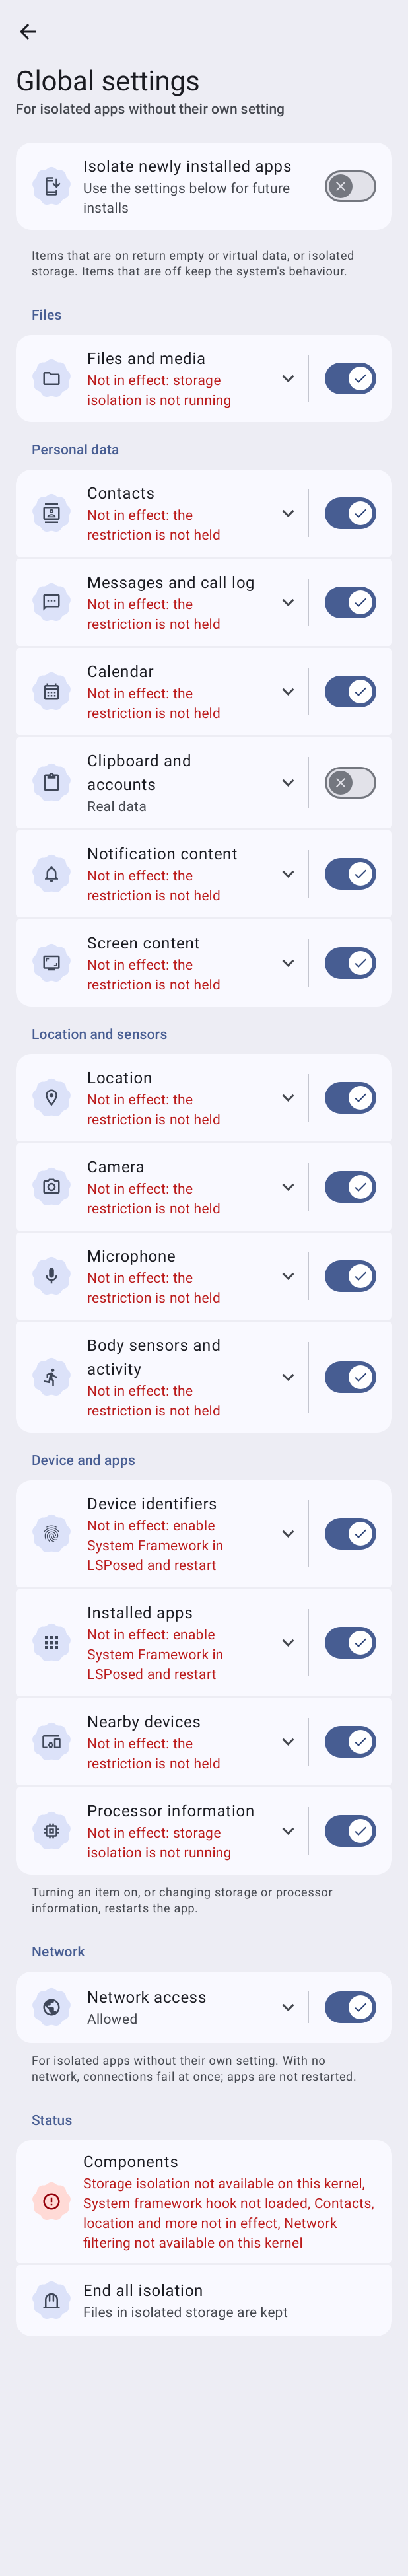 Global settings
For isolated apps without their own setting
Isolate newly installed apps
Use the settings below for future
installs
Items that are on return empty or virtual data, or isolated
storage. Items that are off keep the system's behaviour.
Files
Files and media
Not in effect: storage
isolation is not running
Personal data
Contacts
Not in effect: the
restriction is not held
Messages and call log
Not in effect: the
restriction is not held
Calendar
Not in effect: the
restriction is not held
Clipboard and
accounts
Real data
Notification content
Not in effect: the
restriction is not held
Screen content
Not in effect: the
restriction is not held
Location and sensors
Location
Not in effect: the
restriction is not held
Camera
Not in effect: the
restriction is not held
Microphone
Not in effect: the
restriction is not held
Body sensors and
activity
Not in effect: the
restriction is not held
Device and apps
Device identifiers
Not in effect: enable
System Framework in
LSPosed and restart
Installed apps
Not in effect: enable
System Framework in
LSPosed and restart
Nearby devices
Not in effect: the
restriction is not held
Processor information
Not in effect: storage
isolation is not running
Turning an item on, or changing storage or processor
information, restarts the app.
Network
Network access
Allowed
For isolated apps without their own setting. With no
network, connections fail at once; apps are not restarted.
Status
Components
Storage isolation not available on this kernel,
System framework hook not loaded, Contacts,
location and more not in effect, Network
filtering not available on this kernel
End all isolation
Files in isolated storage are kept